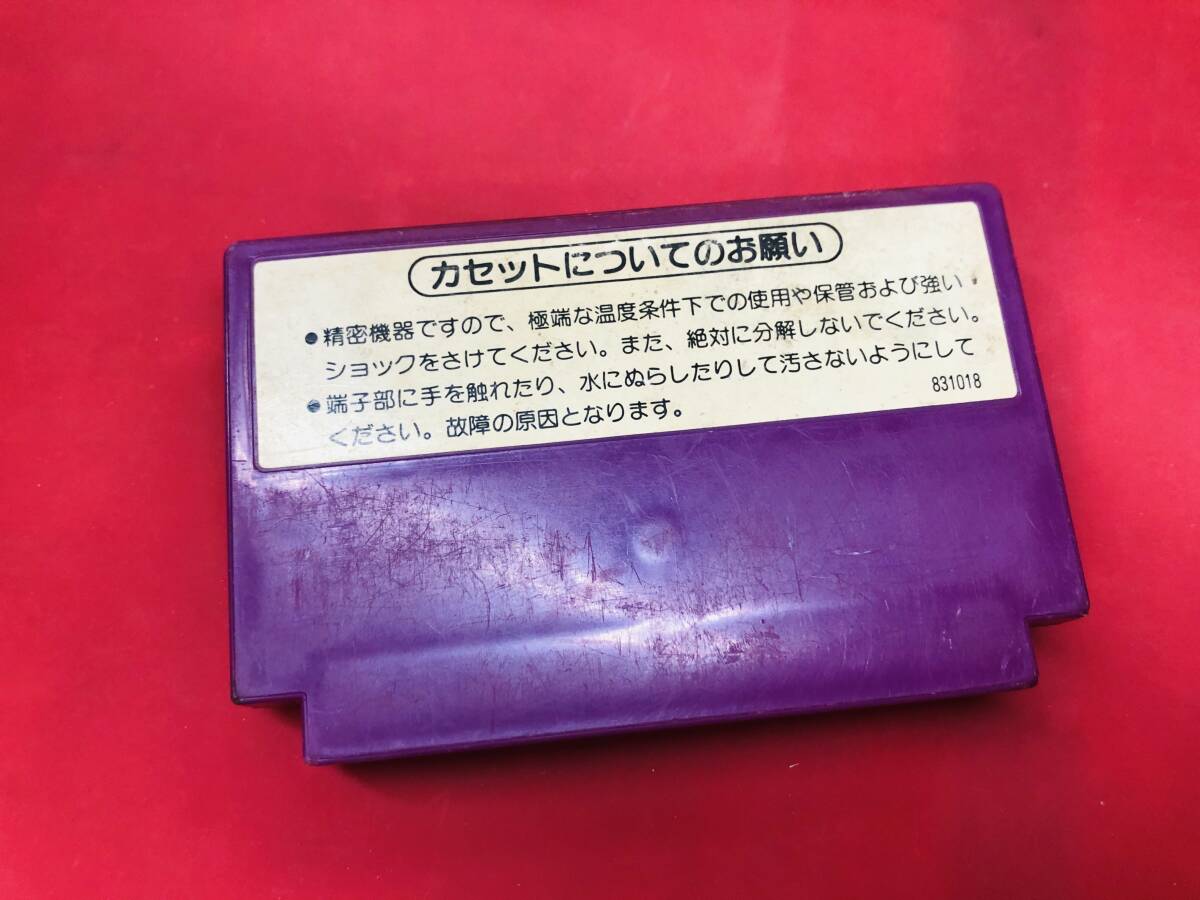 カセットについてのお願い
●精密機器ですので、極端な温度条件下での使用や保管および強い
ショックをさけてください。また、絶対に分解しないでください。
●端子部に手を触れたり、水にぬらしたりして汚さないようにして
ください。故障の原因となります。
831018